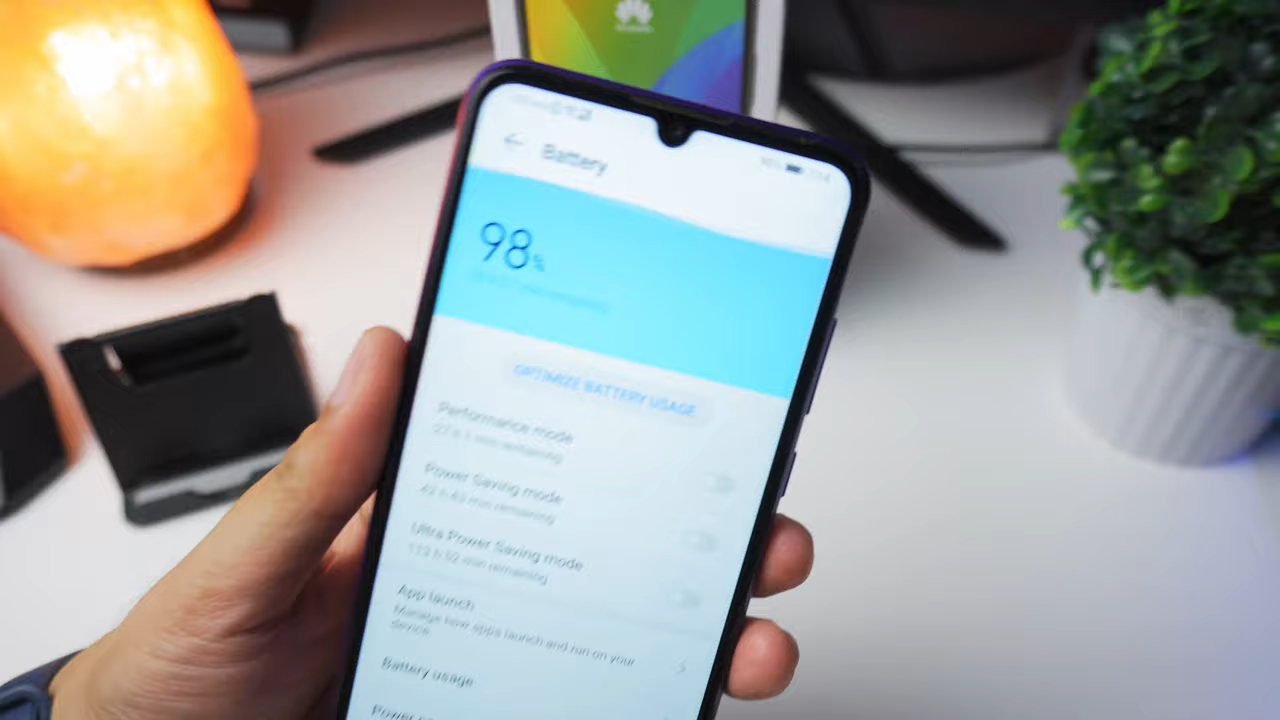 Battery
98%
OPTIMIZE BATTERY USAGE
Performance mode
27 h 1 min remaining
Power Saving mode
42 h 43 min remaining
Ultra Power Saving mode
113 h 52 min remaining
App launch
Manage how apps launch and run on your
device.
Battery usage